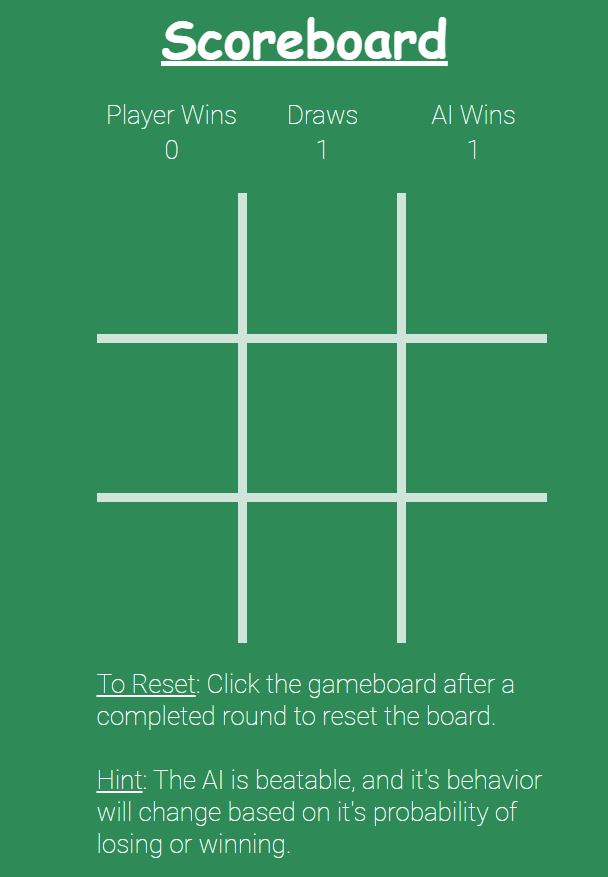 Scoreboard
Player Wins Draws AI Wins
0 1 1
To Reset: Click the gameboard after a
completed round to reset the board.
Hint: The AI is beatable, and it's behavior
will change based on it's probability of
losing or winning.